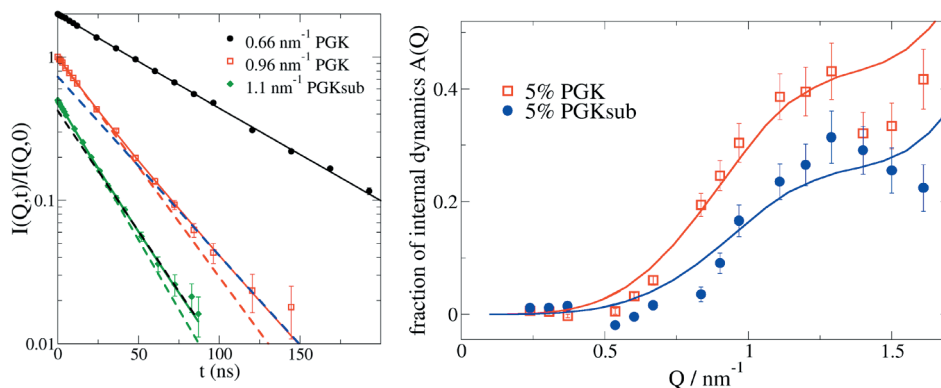 I(Q,t)/I(Q,0)
1
0.1
0.01
0.66 nm⁻¹ PGK
0.96 nm⁻¹ PGK
1.1 nm⁻¹ PGKsub
0 50 100 150
t (ns)
fraction of internal dynamics A(Q)
0.4
0.2
0
5% PGK
5% PGKsub
0 0.5 1 1.5
Q / nm⁻¹